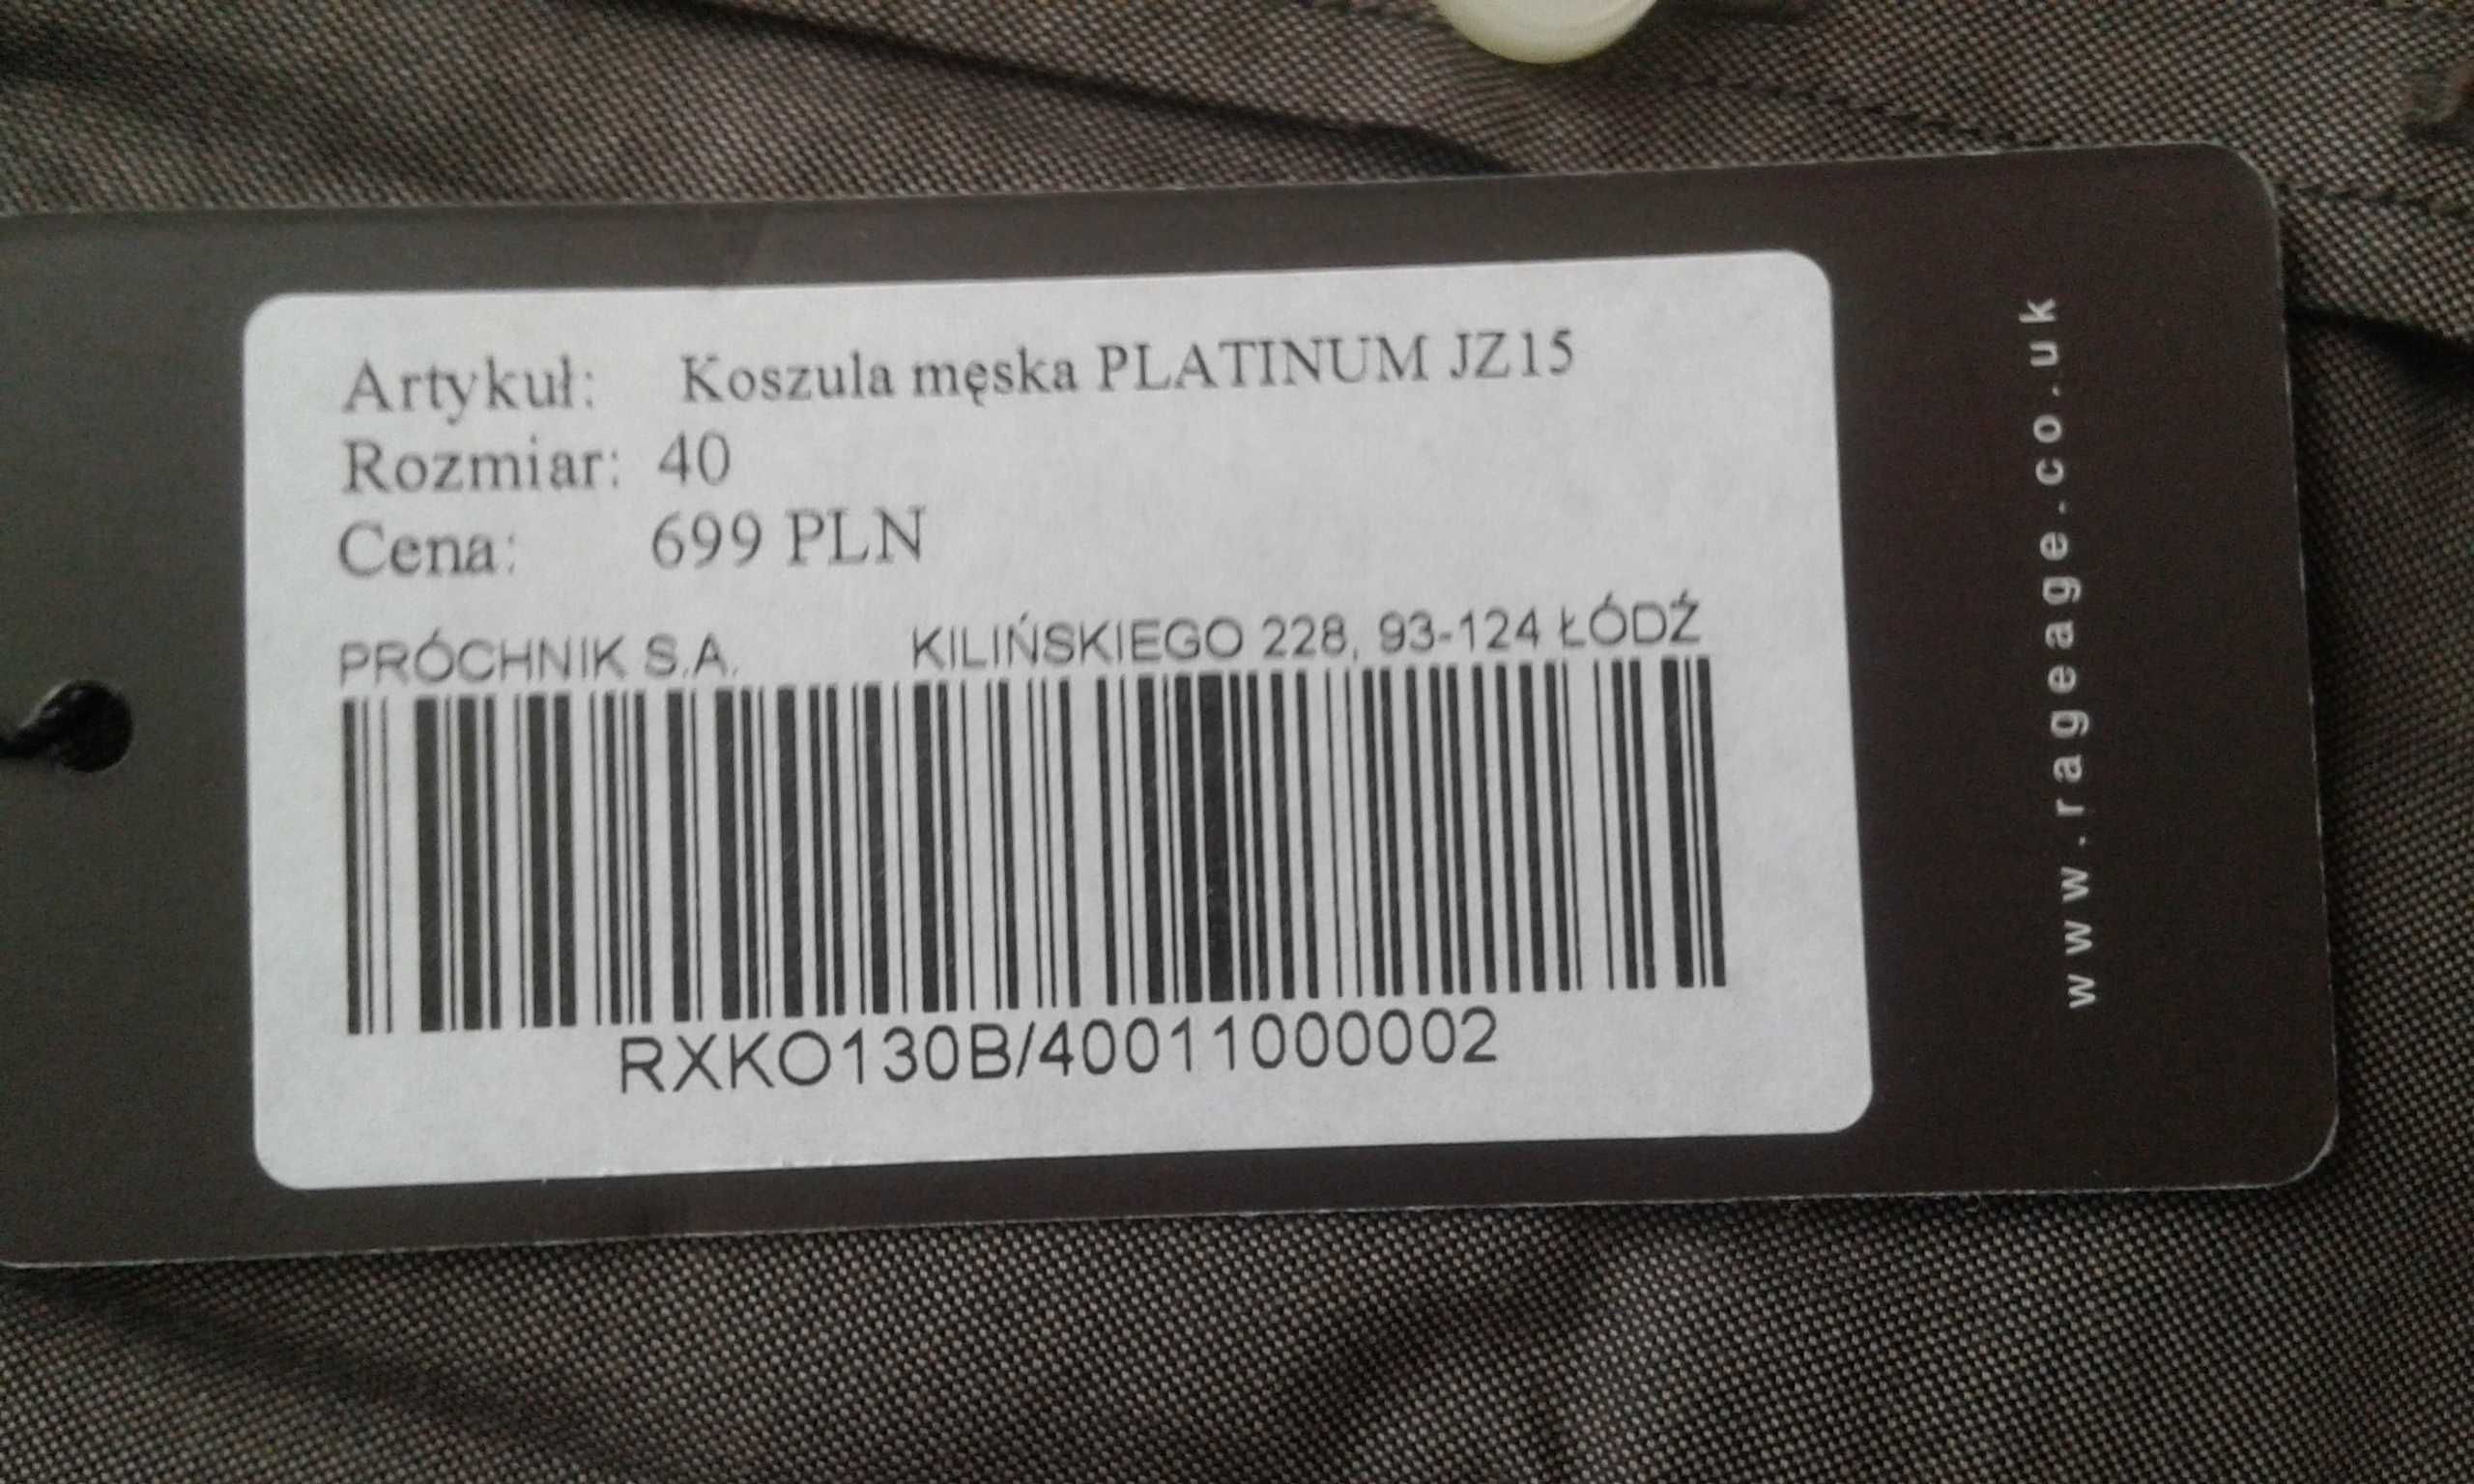 Artykuł: Koszula męska PLATINUM JZ15
Rozmiar: 40
Cena: 699 PLN
PRÓCHNIK S.A. KILIŃSKIEGO 228, 93-124 ŁÓDŹ
RXKO130B/40011000002
www.rageage.co.uk